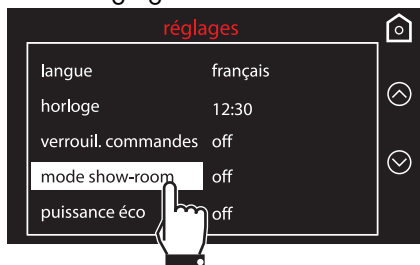 réglages
langue français
horloge 12:30
verrouil. commandes off
mode show-room off
puissance éco off